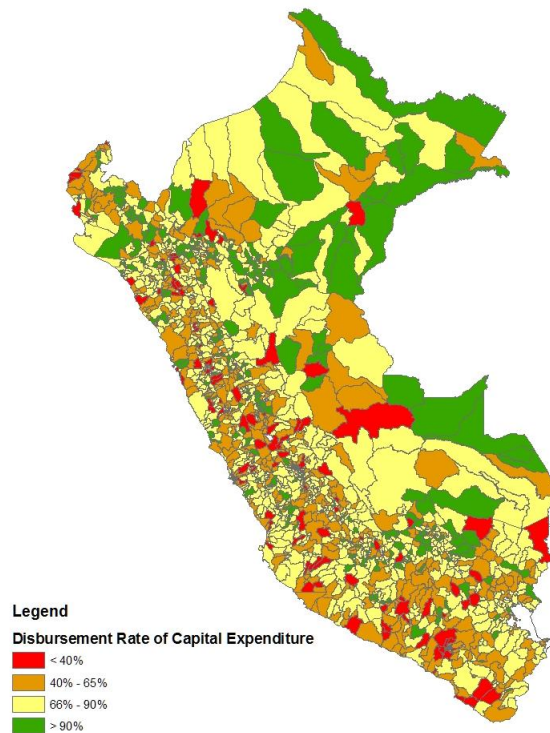 Legend
Disbursement Rate of Capital Expenditure
< 40%
40% - 65%
66% - 90%
> 90%